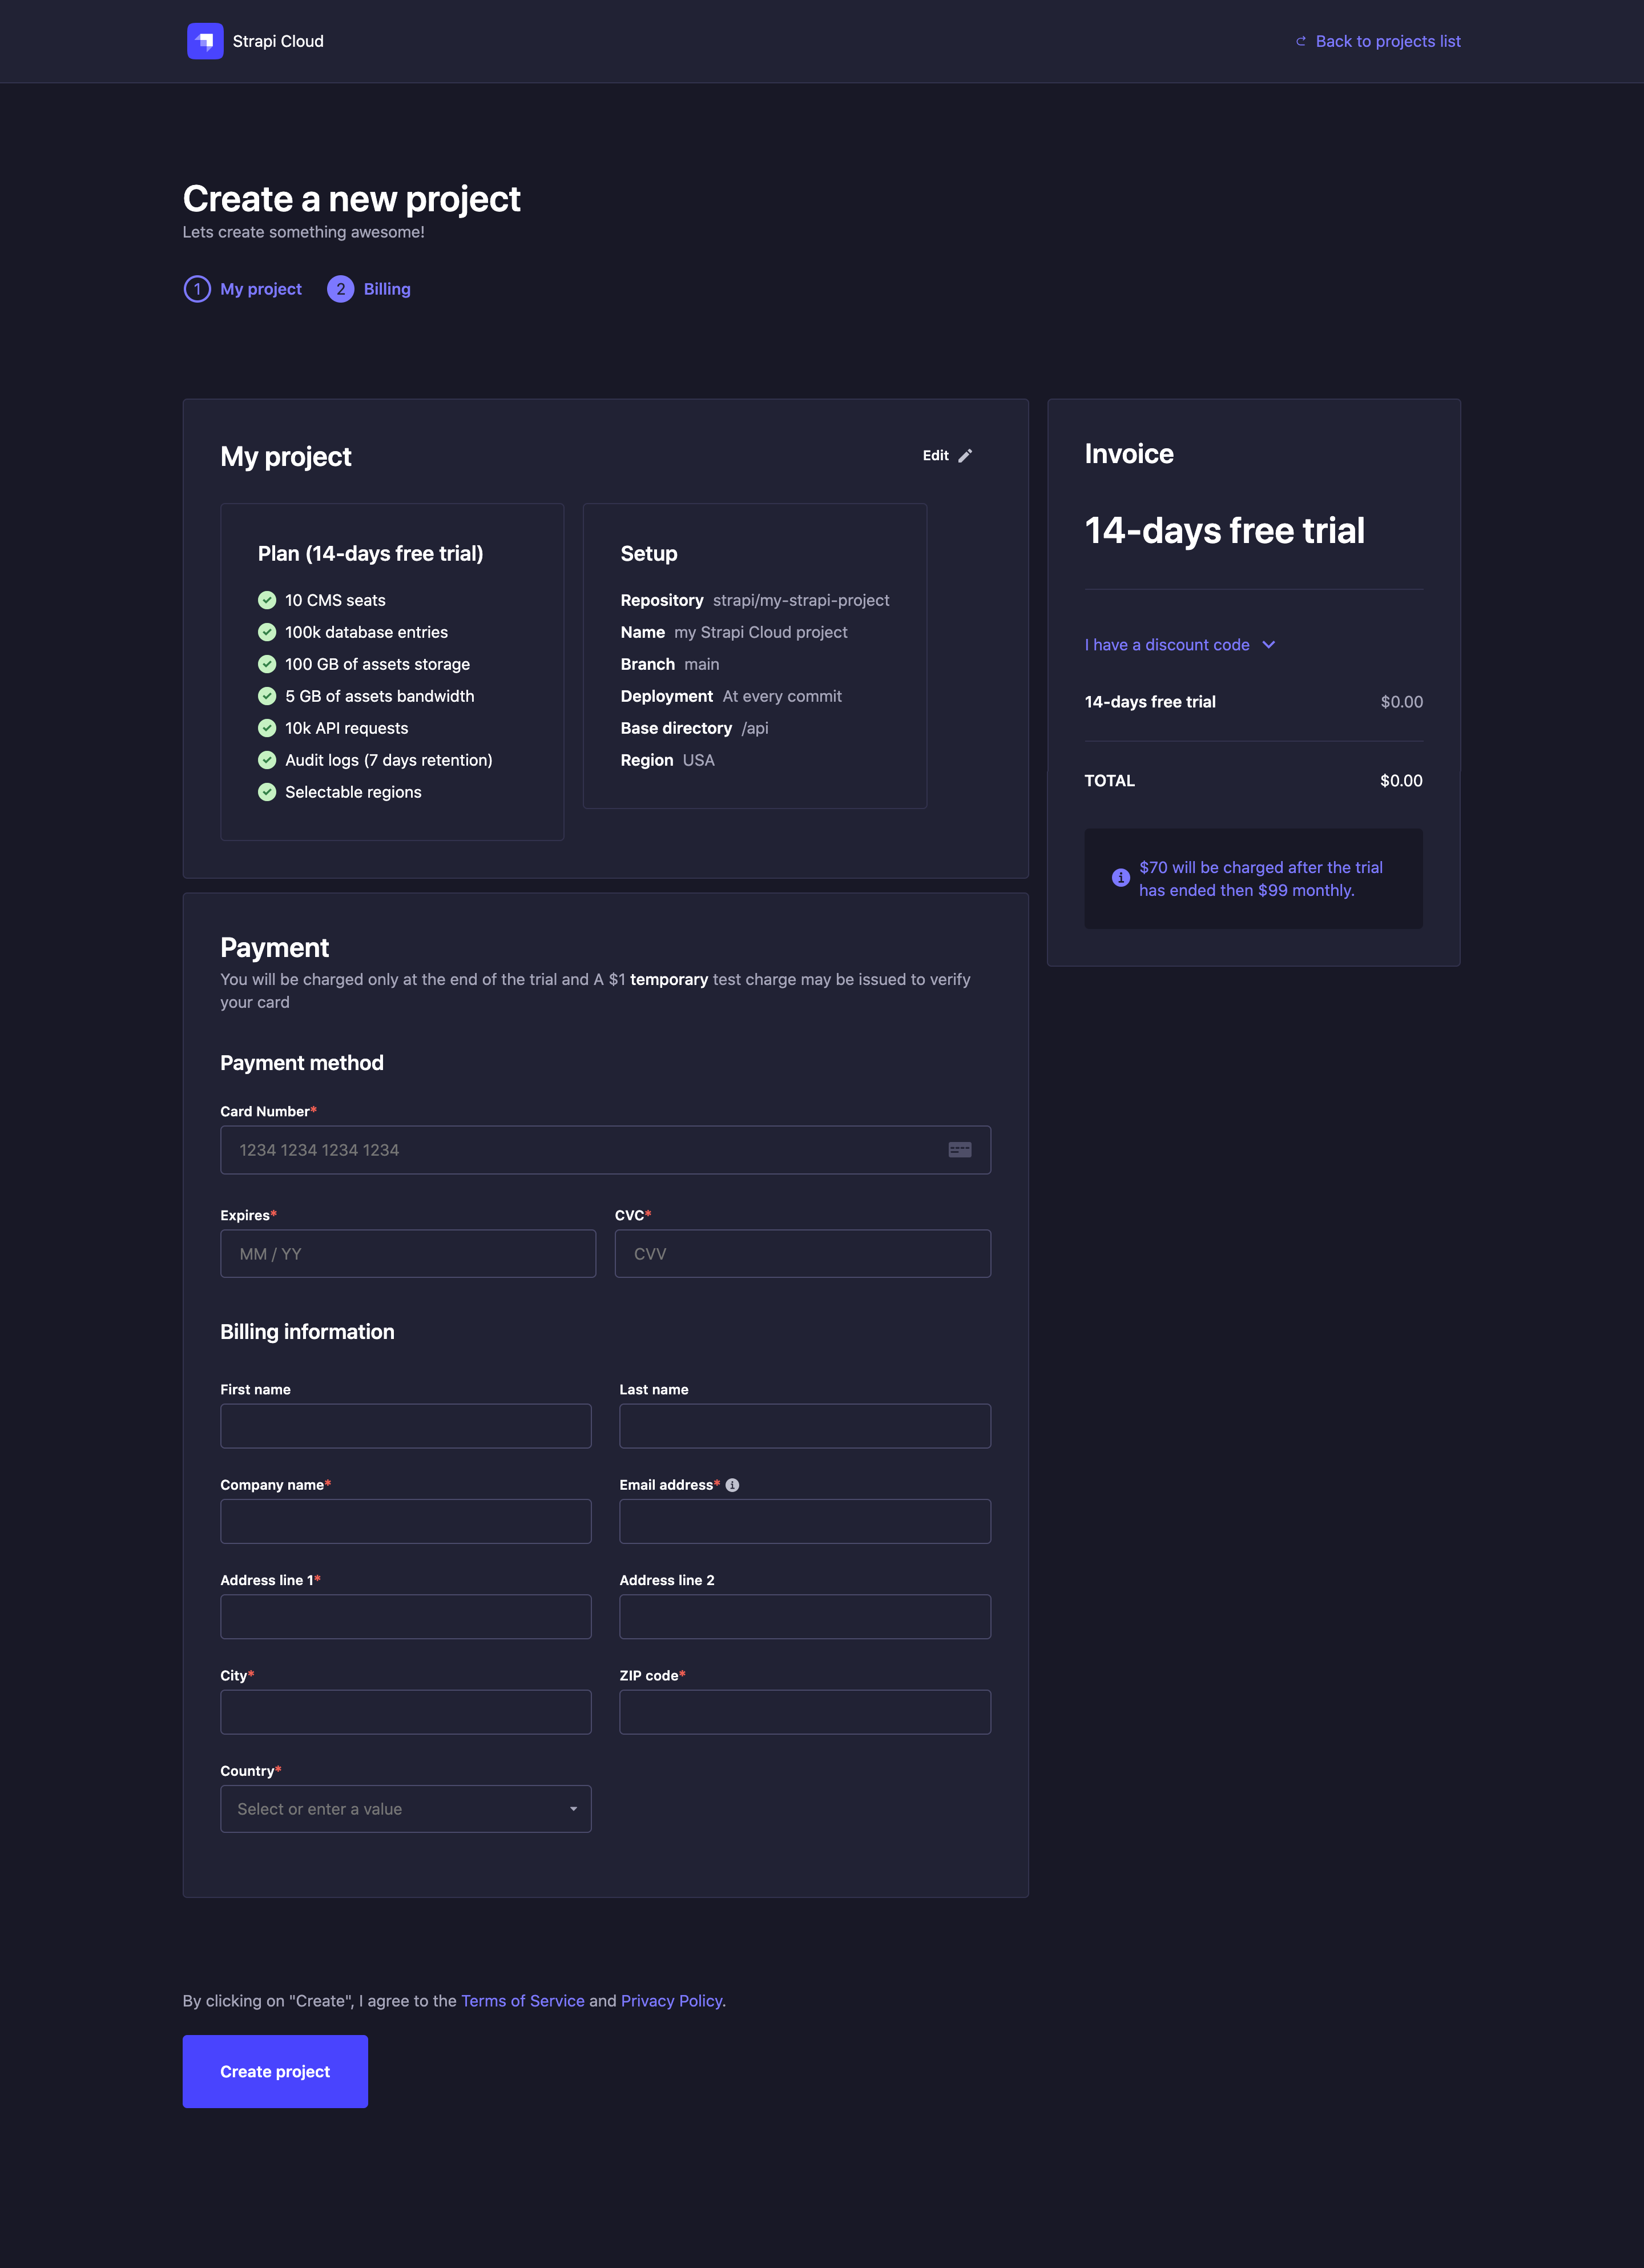 Strapi Cloud
Back to projects list
Create a new project
Lets create something awesome!
1 My project 2 Billing
My project
Edit
Plan (14-days free trial)
10 CMS seats
100k database entries
100 GB of assets storage
5 GB of assets bandwidth
10k API requests
Audit logs (7 days retention)
Selectable regions
Setup
Repository strapi/my-strapi-project
Name my Strapi Cloud project
Branch main
Deployment At every commit
Base directory /api
Region USA
Invoice
14-days free trial
I have a discount code
14-days free trial $0.00
TOTAL $0.00
$70 will be charged after the trial
has ended then $99 monthly.
Payment
You will be charged only at the end of the trial and A $1 temporary test charge may be issued to verify
your card
Payment method
Card Number*
1234 1234 1234 1234
Expires* CVC*
MM / YY CVV
Billing information
First name Last name
Company name* Email address*
Address line 1* Address line 2
City* ZIP code*
Country*
Select or enter a value
By clicking on "Create", I agree to the Terms of Service and Privacy Policy.
Create project